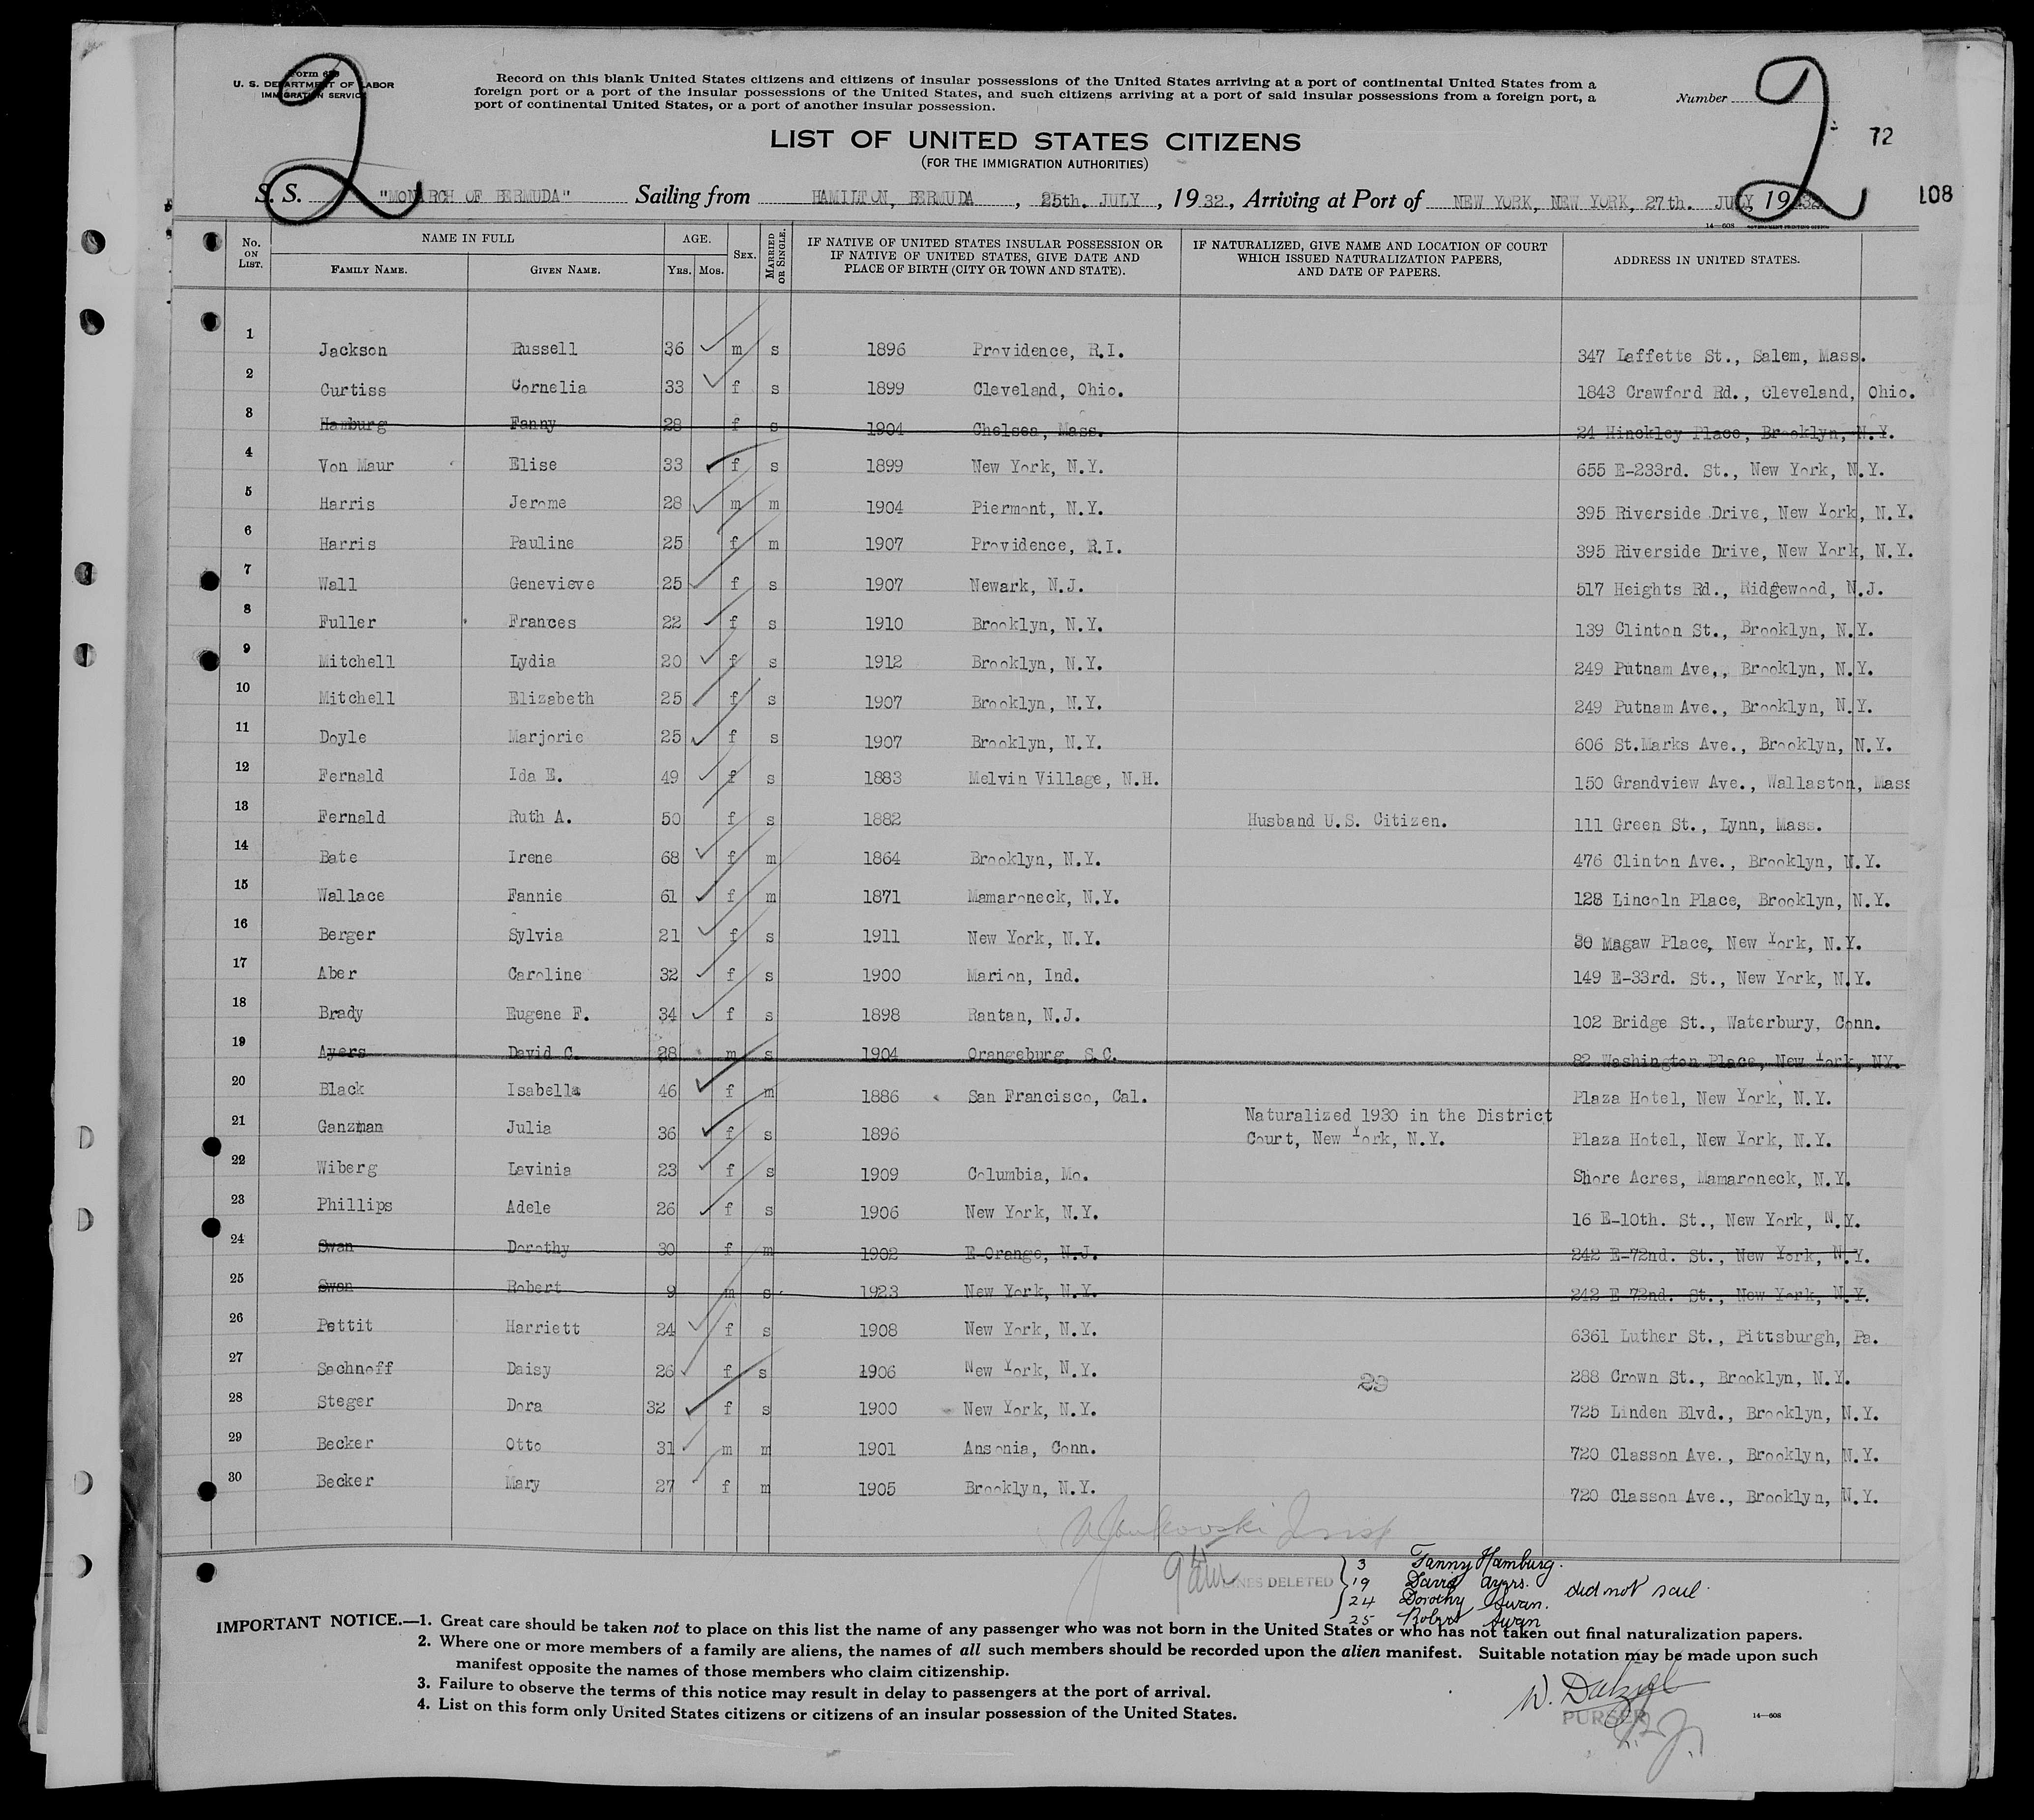 Form 639
U. S. DEPARTMENT OF LABOR
IMMIGRATION SERVICE
2
Record on this blank United States citizens and citizens of insular possessions of the United States arriving at a port of continental United States from a
foreign port or a port of the insular possessions of the United States, and such citizens arriving at a port of said insular possessions from a foreign port, a
port of continental United States, or a port of another insular possession.
Number 2
72
LIST OF UNITED STATES CITIZENS
(FOR THE IMMIGRATION AUTHORITIES)
S. S. "MONARCH OF BERMUDA" Sailing from HAMILTON, BERMUDA, 25th. JULY, 1932., Arriving at Port of NEW YORK, NEW YORK, 27th. JULY, 1932. 108
14—608 GOVERNMENT PRINTING OFFICE
No. ON LIST. NAME IN FULL FAMILY NAME. GIVEN NAME. AGE. YRS. MOS. SEX. MARRIED OR SINGLE. IF NATIVE OF UNITED STATES INSULAR POSSESSION OR IF NATIVE OF UNITED STATES, GIVE DATE AND PLACE OF BIRTH (CITY OR TOWN AND STATE). IF NATURALIZED, GIVE NAME AND LOCATION OF COURT WHICH ISSUED NATURALIZATION PAPERS, AND DATE OF PAPERS. ADDRESS IN UNITED STATES.
1 Jackson Russell 36 m s 1896 Providence, R.I. 347 Laffette St., Salem, Mass.
2 Curtiss Cornelia 33 f s 1899 Cleveland, Ohio. 1843 Crawford Rd., Cleveland, Ohio.
3 Hamburg Fanny 28 f s 1904 Chelsea, Mass. 24 Hinckley Place, Brooklyn, N.Y.
4 Von Maur Elise 33 f s 1899 New York, N.Y. 655 E-233rd. St., New York, N.Y.
5 Harris Jerome 28 m m 1904 Piermont, N.Y. 395 Riverside Drive, New York, N.Y.
6 Harris Pauline 25 f m 1907 Providence, R.I. 395 Riverside Drive, New York, N.Y.
7 Wall Genevieve 25 f s 1907 Newark, N.J. 517 Heights Rd., Ridgewood, N.J.
8 Fuller Frances 22 f s 1910 Brooklyn, N.Y. 139 Clinton St., Brooklyn, N.Y.
9 Mitchell Lydia 20 f s 1912 Brooklyn, N.Y. 249 Putnam Ave,, Brooklyn, N.Y.
10 Mitchell Elizabeth 25 f s 1907 Brooklyn, N.Y. 249 Putnam Ave., Brooklyn, N.Y.
11 Doyle Marjorie 25 f s 1907 Brooklyn, N.Y. 606 St.Marks Ave., Brooklyn, N.Y.
12 Fernald Ida E. 49 f s 1883 Melvin Village, N.H. 150 Grandview Ave., Wallaston, Mass
13 Fernald Ruth A. 50 f s 1882 Husband U.S. Citizen. 111 Green St., Lynn, Mass.
14 Bate Irene 68 f m 1864 Brooklyn, N.Y. 476 Clinton Ave., Brooklyn, N.Y.
15 Wallace Fannie 61 f m 1871 Mamaroneck, N.Y. 128 Lincoln Place, Brooklyn, N.Y.
16 Berger Sylvia 21 f s 1911 New York, N.Y. 30 Magaw Place, New York, N.Y.
17 Aber Caroline 32 f s 1900 Marion, Ind. 149 E-33rd. St., New York, N.Y.
18 Brady Eugene F. 34 f s 1898 Rantan, N.J. 102 Bridge St., Waterbury, Conn.
19 Ayers David C. 28 m s 1904 Orangeburg, S.C. 82 Washington Place, New York, NY.
20 Black Isabella 46 f m 1886 San Francisco, Cal. Plaza Hotel, New York, N.Y.
21 Ganzman Julia 36 f s 1896 Naturalized 1930 in the District Court, New York, N.Y. Plaza Hotel, New York, N.Y.
22 Wiberg Lavinia 23 f s 1909 Columbia, Mo. Shore Acres, Mamaroneck, N.Y.
23 Phillips Adele 26 f s 1906 New York, N.Y. 16 E-10th. St., New York, N.Y.
24 Swan Dorothy 30 f m 1902 E-Orange, N.J. 242 E-72nd. St., New York, N.Y.
25 Swan Robert 9 m s 1923 New York, N.Y. 242 E-72nd. St., New York, N.Y.
26 Pettit Harriett 24 f s 1908 New York, N.Y. 6361 Luther St., Pittsburgh, Pa.
27 Sachnoff Daisy 26 f s 1906 New York, N.Y. 288 Crown St., Brooklyn, N.Y.
29
28 Steger Dora 32 f s 1900 New York, N.Y. 725 Linden Blvd., Brooklyn, N.Y.
29 Becker Otto 31 m m 1901 Ansonia, Conn. 720 Classon Ave., Brooklyn, N.Y.
30 Becker Mary 27 f m 1905 Brooklyn, N.Y. 720 Classon Ave., Brooklyn, N.Y.
LINES DELETED
3 Fanny Hamburg.
19 David Ayers.
24 Dorothy Swan.
25 Robert Swan
did not sail
IMPORTANT NOTICE.—1. Great care should be taken not to place on this list the name of any passenger who was not born in the United States or who has not taken out final naturalization papers.
2. Where one or more members of a family are aliens, the names of all such members should be recorded upon the alien manifest. Suitable notation may be made upon such
manifest opposite the names of those members who claim citizenship.
3. Failure to observe the terms of this notice may result in delay to passengers at the port of arrival.
4. List on this form only United States citizens or citizens of an insular possession of the United States.
PURSER
14—608